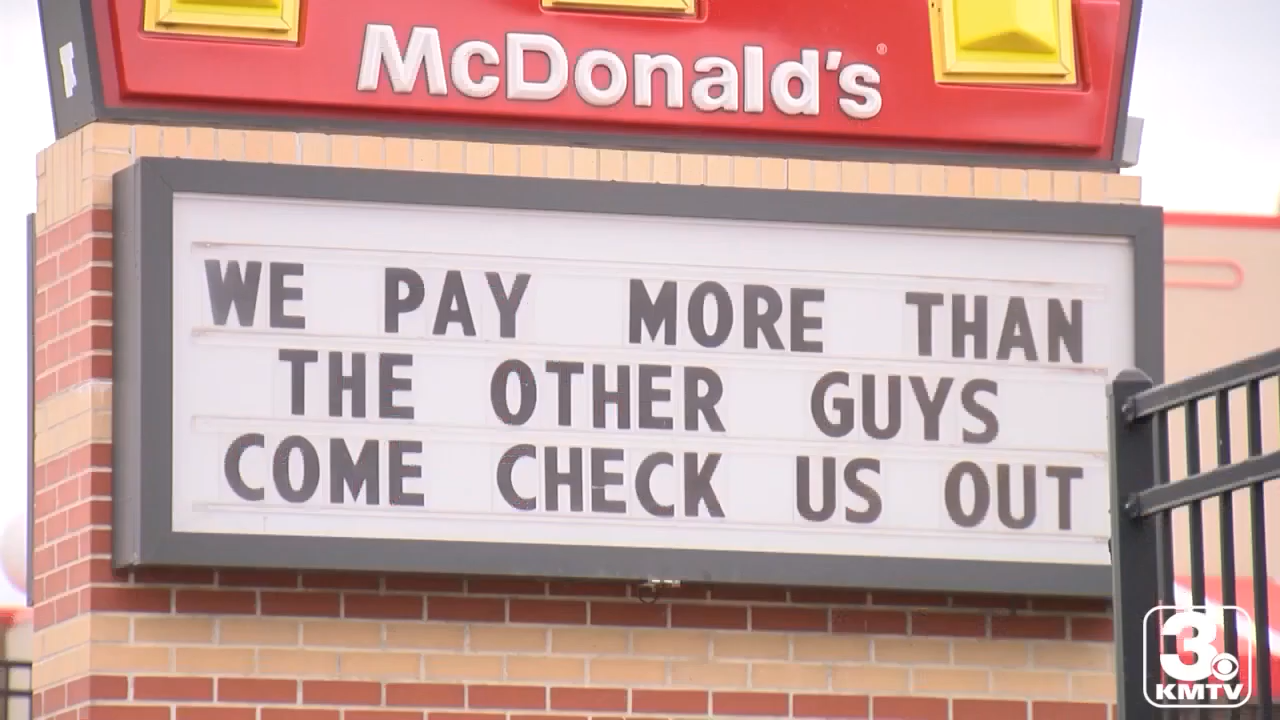 McDonald's®
WE PAY MORE THAN
THE OTHER GUYS
COME CHECK US OUT
3
KMTV